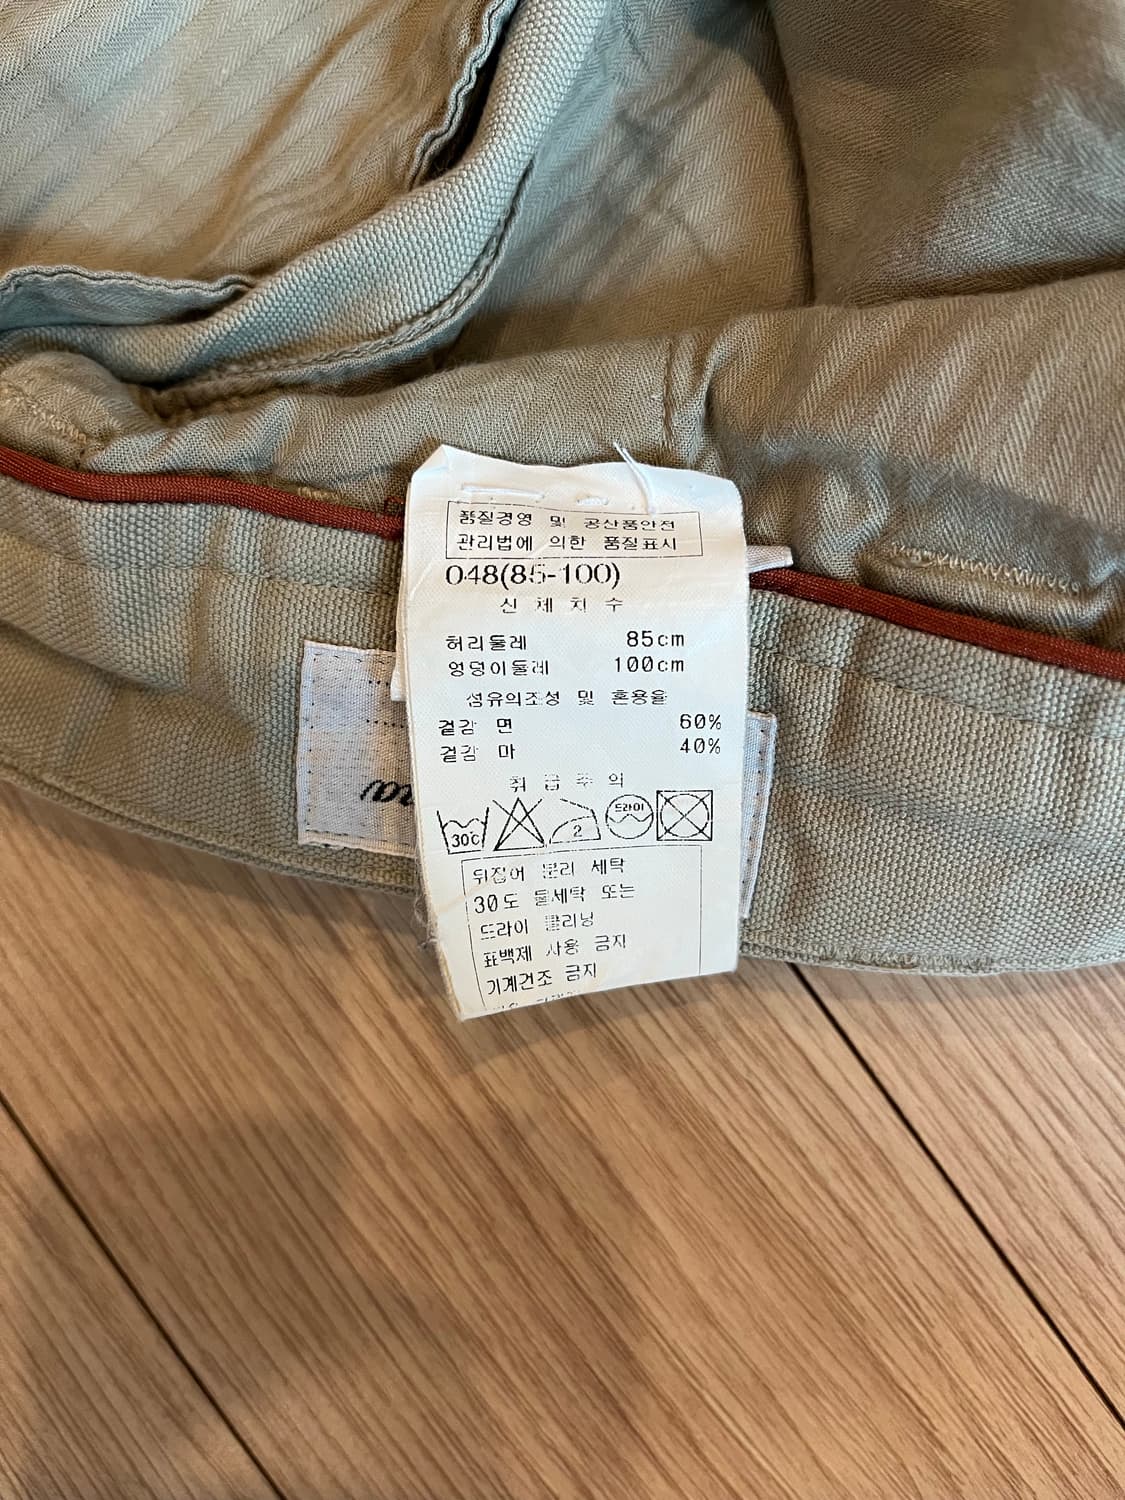 품질경영 및 공산품안전
관리법에 의한 품질표시
048(85-100)
신 체 치 수
허리둘레 85cm
엉덩이둘레 100cm
섬유의조성 및 혼용율
겉감 면 60%
겉감 마 40%
취 급 주 의
30℃ 2 드라이
뒤집어 분리 세탁
30도 물세탁 또는
드라이 클리닝
표백제 사용 금지
기계건조 금지